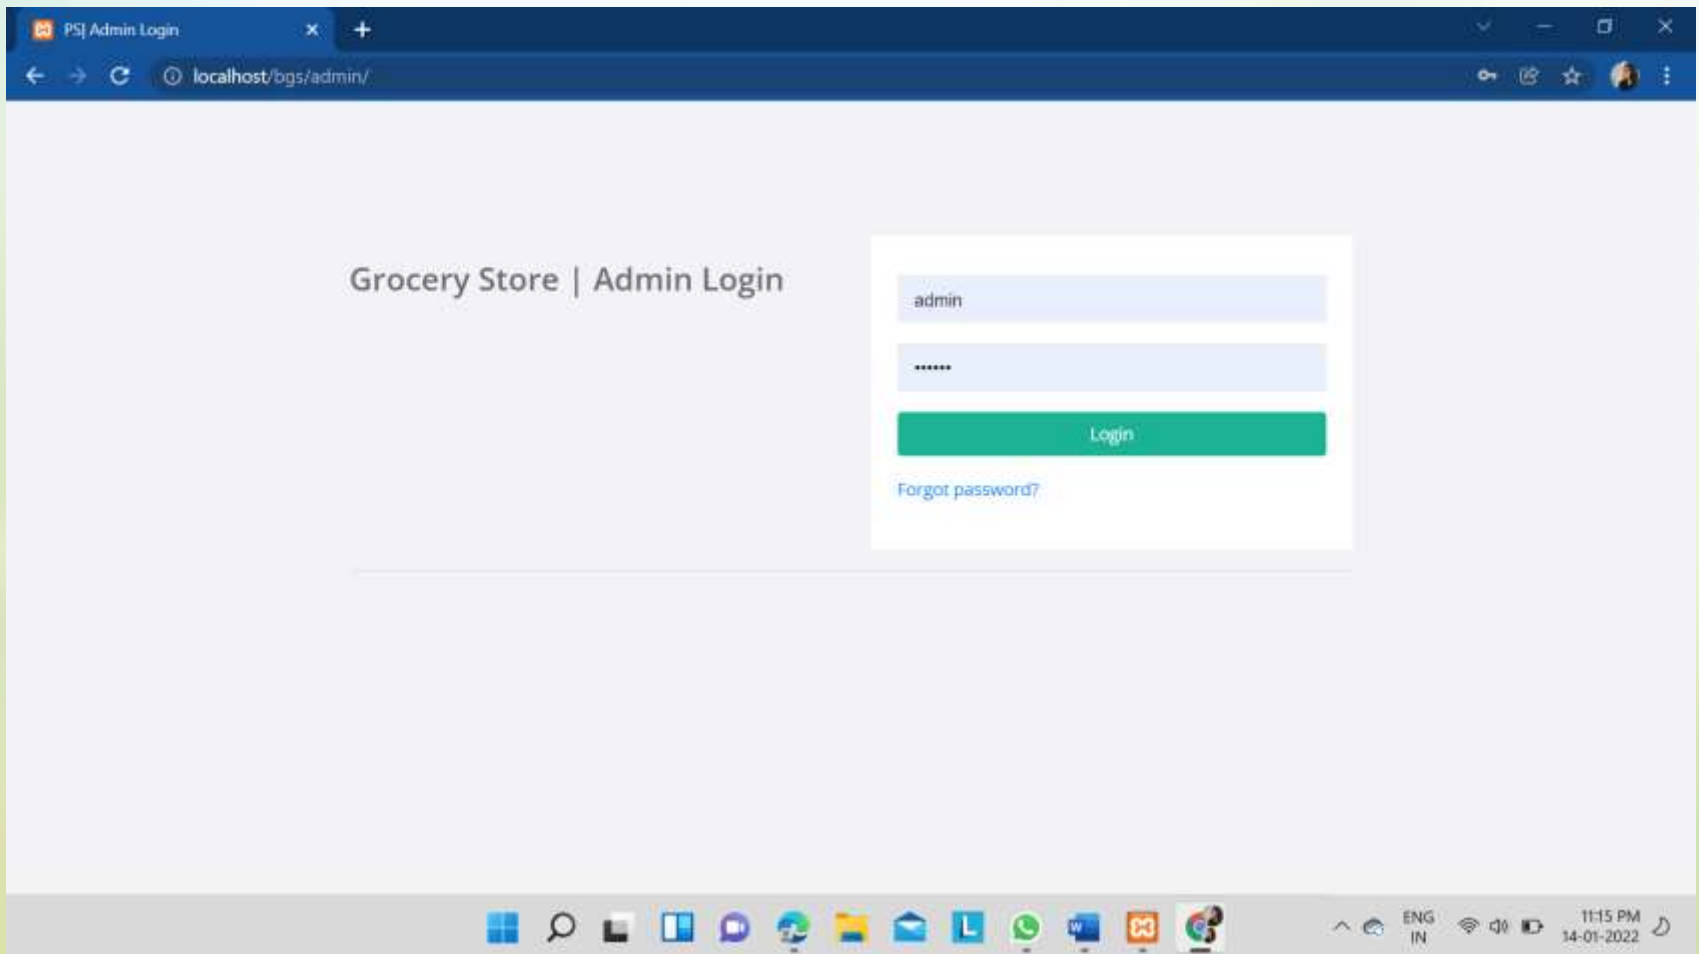 PS| Admin Login
localhost/bgs/admin/
Grocery Store | Admin Login
admin
••••••
Login
Forgot password?
L
W
ENG
IN
11:15 PM
14-01-2022